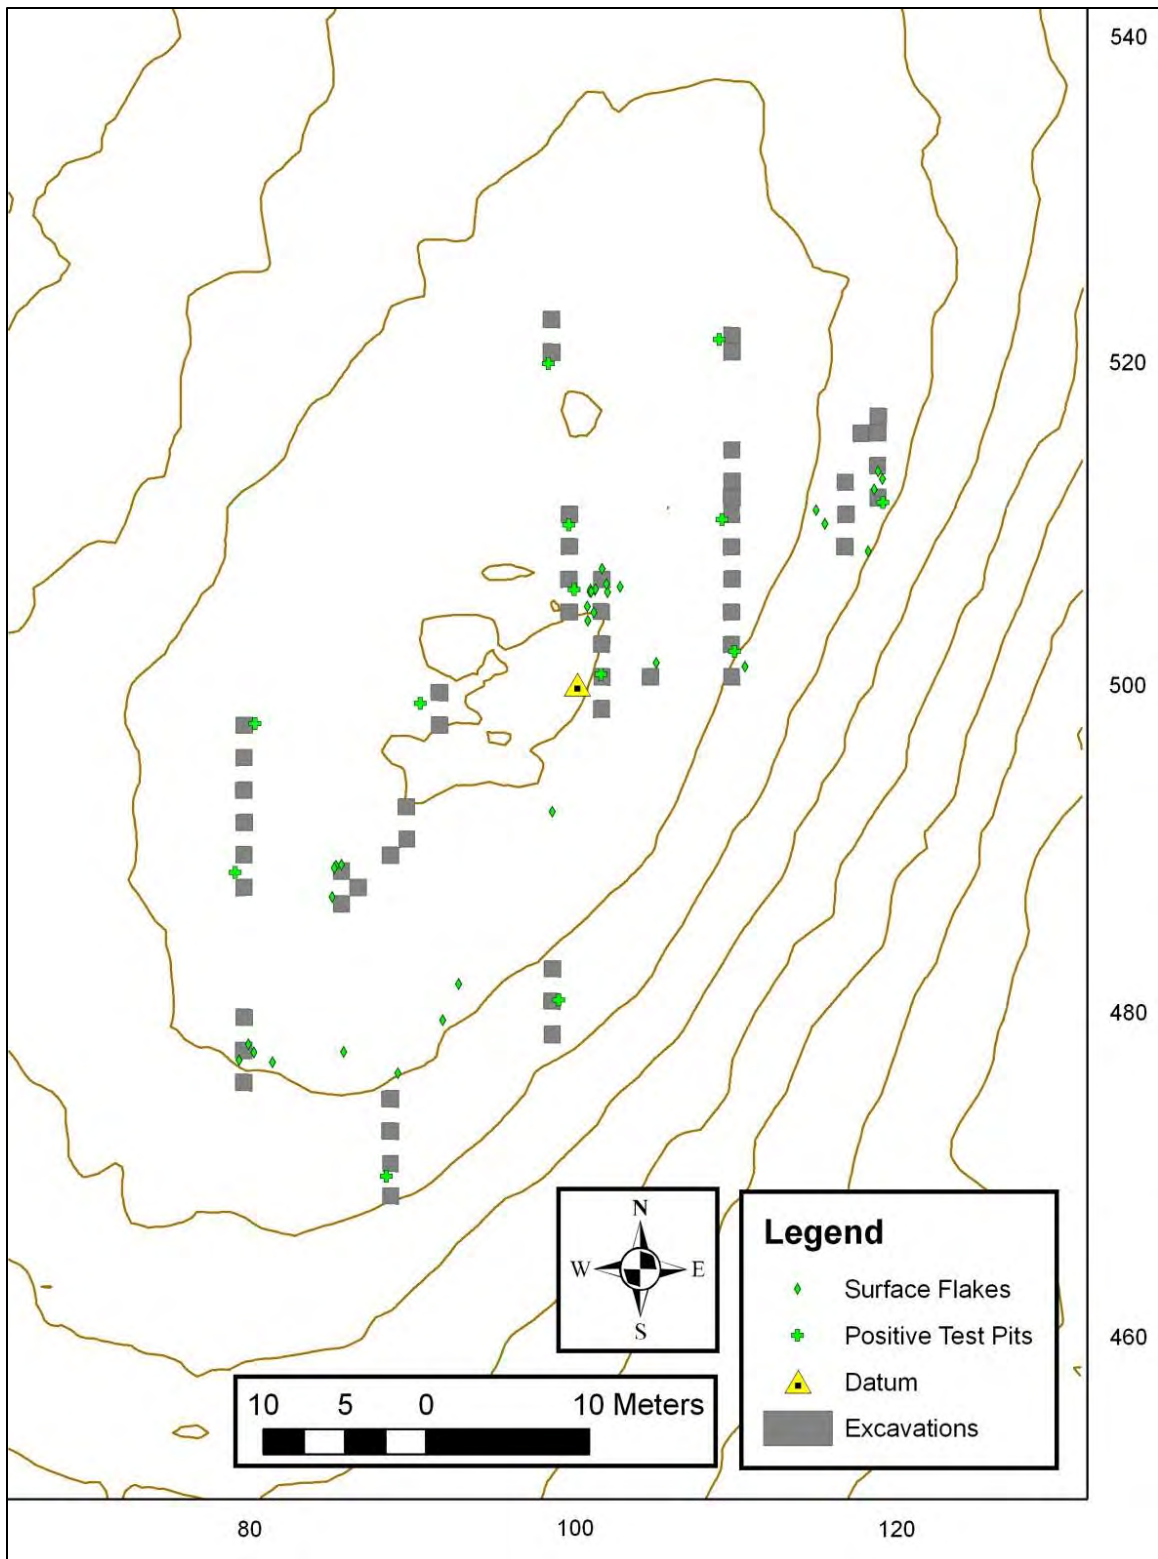 540
520
500
480
460
N
W E
S
Legend
Surface Flakes
Positive Test Pits
Datum
Excavations
10 5 0 10 Meters
80 100 120